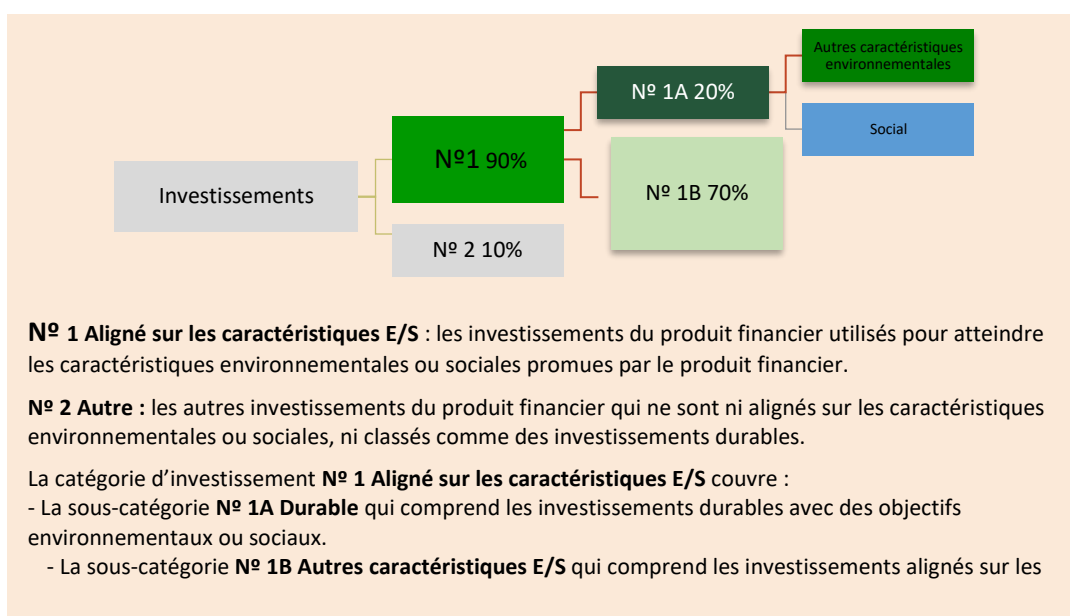 Autres caractéristiques
environnementales
Nº 1A 20%
Social
Nº1 90%
Nº 1B 70%
Investissements
Nº 2 10%
Nº 1 Aligné sur les caractéristiques E/S : les investissements du produit financier utilisés pour atteindre
les caractéristiques environnementales ou sociales promues par le produit financier.
Nº 2 Autre : les autres investissements du produit financier qui ne sont ni alignés sur les caractéristiques
environnementales ou sociales, ni classés comme des investissements durables.
La catégorie d’investissement Nº 1 Aligné sur les caractéristiques E/S couvre :
- La sous-catégorie Nº 1A Durable qui comprend les investissements durables avec des objectifs
environnementaux ou sociaux.
- La sous-catégorie Nº 1B Autres caractéristiques E/S qui comprend les investissements alignés sur les